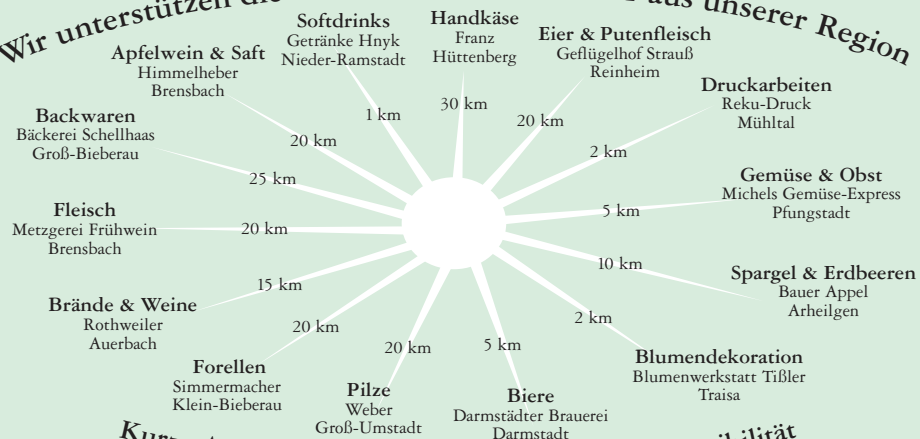 Wir unterstützen die
aus unserer Region
Softdrinks
Getränke Hnyk
Nieder-Ramstadt
1 km
Handkäse
Franz
Hüttenberg
30 km
Eier & Putenfleisch
Geflügelhof Strauß
Reinheim
20 km
Druckarbeiten
Reku-Druck
Mühltal
2 km
Gemüse & Obst
Michels Gemüse-Express
Pfungstadt
5 km
Spargel & Erdbeeren
Bauer Appel
Arheilgen
10 km
Blumendekoration
Blumenwerkstatt Tißler
Traisa
2 km
Biere
Darmstädter Brauerei
Darmstadt
5 km
Pilze
Weber
Groß-Umstadt
20 km
Forellen
Simmermacher
Klein-Bieberau
20 km
Brände & Weine
Rothweiler
Auerbach
15 km
Fleisch
Metzgerei Frühwein
Brensbach
20 km
Backwaren
Bäckerei Schellhaas
Groß-Bieberau
25 km
Apfelwein & Saft
Himmelheber
Brensbach
20 km